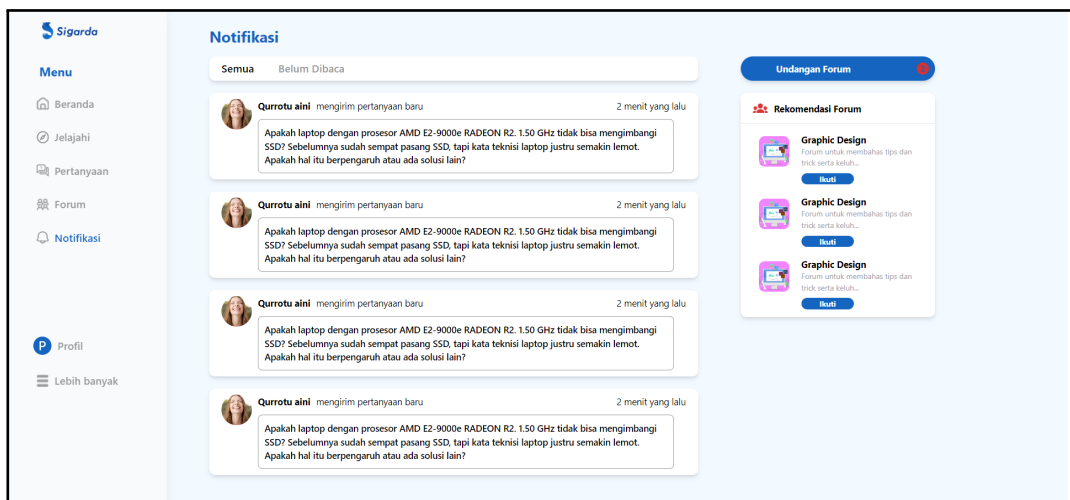 Sigarda
Menu
Beranda
Jelajahi
Pertanyaan
Forum
Notifikasi
P Profil
Lebih banyak
Notifikasi
Semua Belum Dibaca
Qurrotu aini mengirim pertanyaan baru 2 menit yang lalu
Apakah laptop dengan prosesor AMD E2-9000e RADEON R2. 1.50 GHz tidak bisa mengimbangi
SSD? Sebelumnya sudah sempat pasang SSD, tapi kata teknisi laptop justru semakin lemot.
Apakah hal itu berpengaruh atau ada solusi lain?
Qurrotu aini mengirim pertanyaan baru 2 menit yang lalu
Apakah laptop dengan prosesor AMD E2-9000e RADEON R2. 1.50 GHz tidak bisa mengimbangi
SSD? Sebelumnya sudah sempat pasang SSD, tapi kata teknisi laptop justru semakin lemot.
Apakah hal itu berpengaruh atau ada solusi lain?
Qurrotu aini mengirim pertanyaan baru 2 menit yang lalu
Apakah laptop dengan prosesor AMD E2-9000e RADEON R2. 1.50 GHz tidak bisa mengimbangi
SSD? Sebelumnya sudah sempat pasang SSD, tapi kata teknisi laptop justru semakin lemot.
Apakah hal itu berpengaruh atau ada solusi lain?
Qurrotu aini mengirim pertanyaan baru 2 menit yang lalu
Apakah laptop dengan prosesor AMD E2-9000e RADEON R2. 1.50 GHz tidak bisa mengimbangi
SSD? Sebelumnya sudah sempat pasang SSD, tapi kata teknisi laptop justru semakin lemot.
Apakah hal itu berpengaruh atau ada solusi lain?
Undangan Forum
Rekomendasi Forum
Graphic Design
Forum untuk membahas tips dan
trick serta keluh...
Ikuti
Graphic Design
Forum untuk membahas tips dan
trick serta keluh...
Ikuti
Graphic Design
Forum untuk membahas tips dan
trick serta keluh...
Ikuti